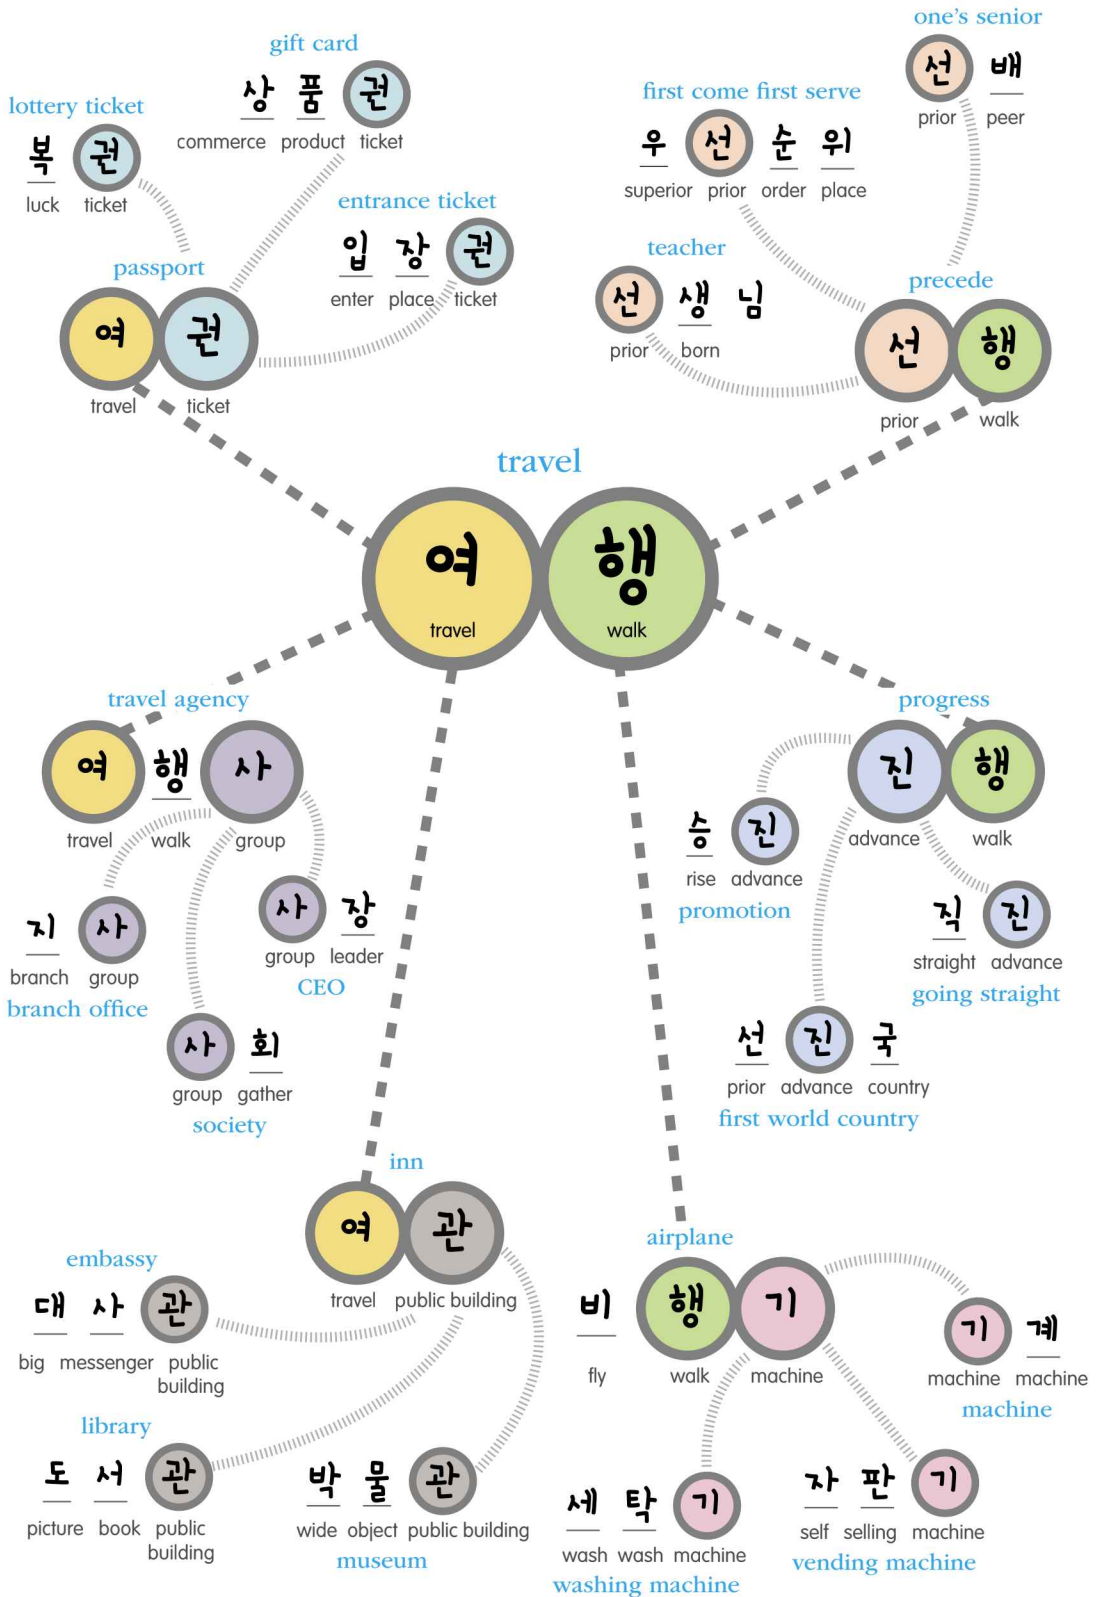 one's senior
선 배
prior peer
gift card
상 품 권
commerce product ticket
first come first serve
우 선 순 위
superior prior order place
lottery ticket
복 권
luck ticket
entrance ticket
입 장 권
enter place ticket
teacher
선 생 님
prior born
passport
여 권
travel ticket
precede
선 행
prior walk
travel
여 행
travel walk
travel agency
여 행 사
travel walk group
지 사
branch group
branch office
사 장
group leader
CEO
사 회
group gather
society
progress
진 행
advance walk
승 진
rise advance
promotion
직 진
straight advance
going straight
선 진 국
prior advance country
first world country
inn
여 관
travel public building
embassy
대 사 관
big messenger public
building
library
도 서 관
picture book public
building
박 물 관
wide object public building
museum
airplane
비 행 기
fly walk machine
기 계
machine machine
machine
세 탁 기
wash wash machine
washing machine
자 판 기
self selling machine
vending machine